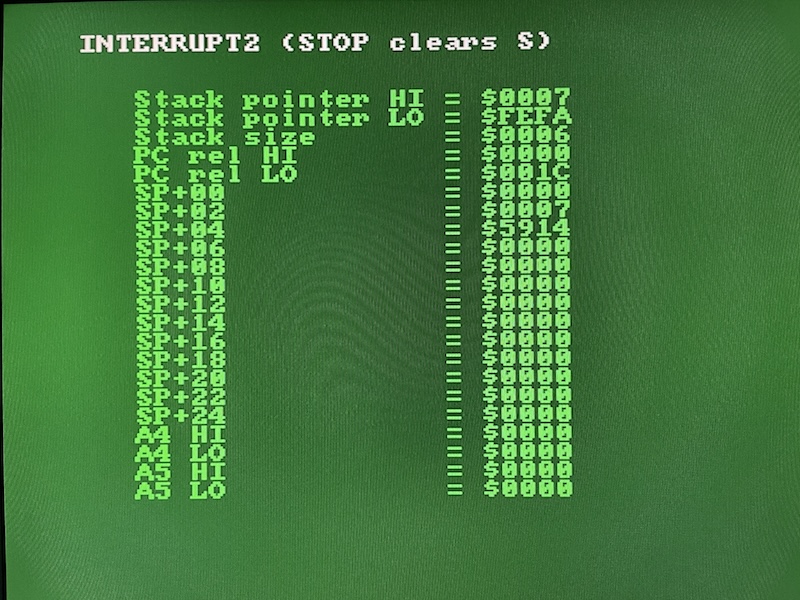 INTERRUPT2 (STOP clears S)
Stack pointer HI = $0007
Stack pointer LO = $FEFA
Stack size = $0006
PC rel HI = $0000
PC rel LO = $001C
SP+00 = $0000
SP+02 = $0007
SP+04 = $5914
SP+06 = $0000
SP+08 = $0000
SP+10 = $0000
SP+12 = $0000
SP+14 = $0000
SP+16 = $0000
SP+18 = $0000
SP+20 = $0000
SP+22 = $0000
SP+24 = $0000
A4 HI = $0000
A4 LO = $0000
A5 HI = $0000
A5 LO = $0000